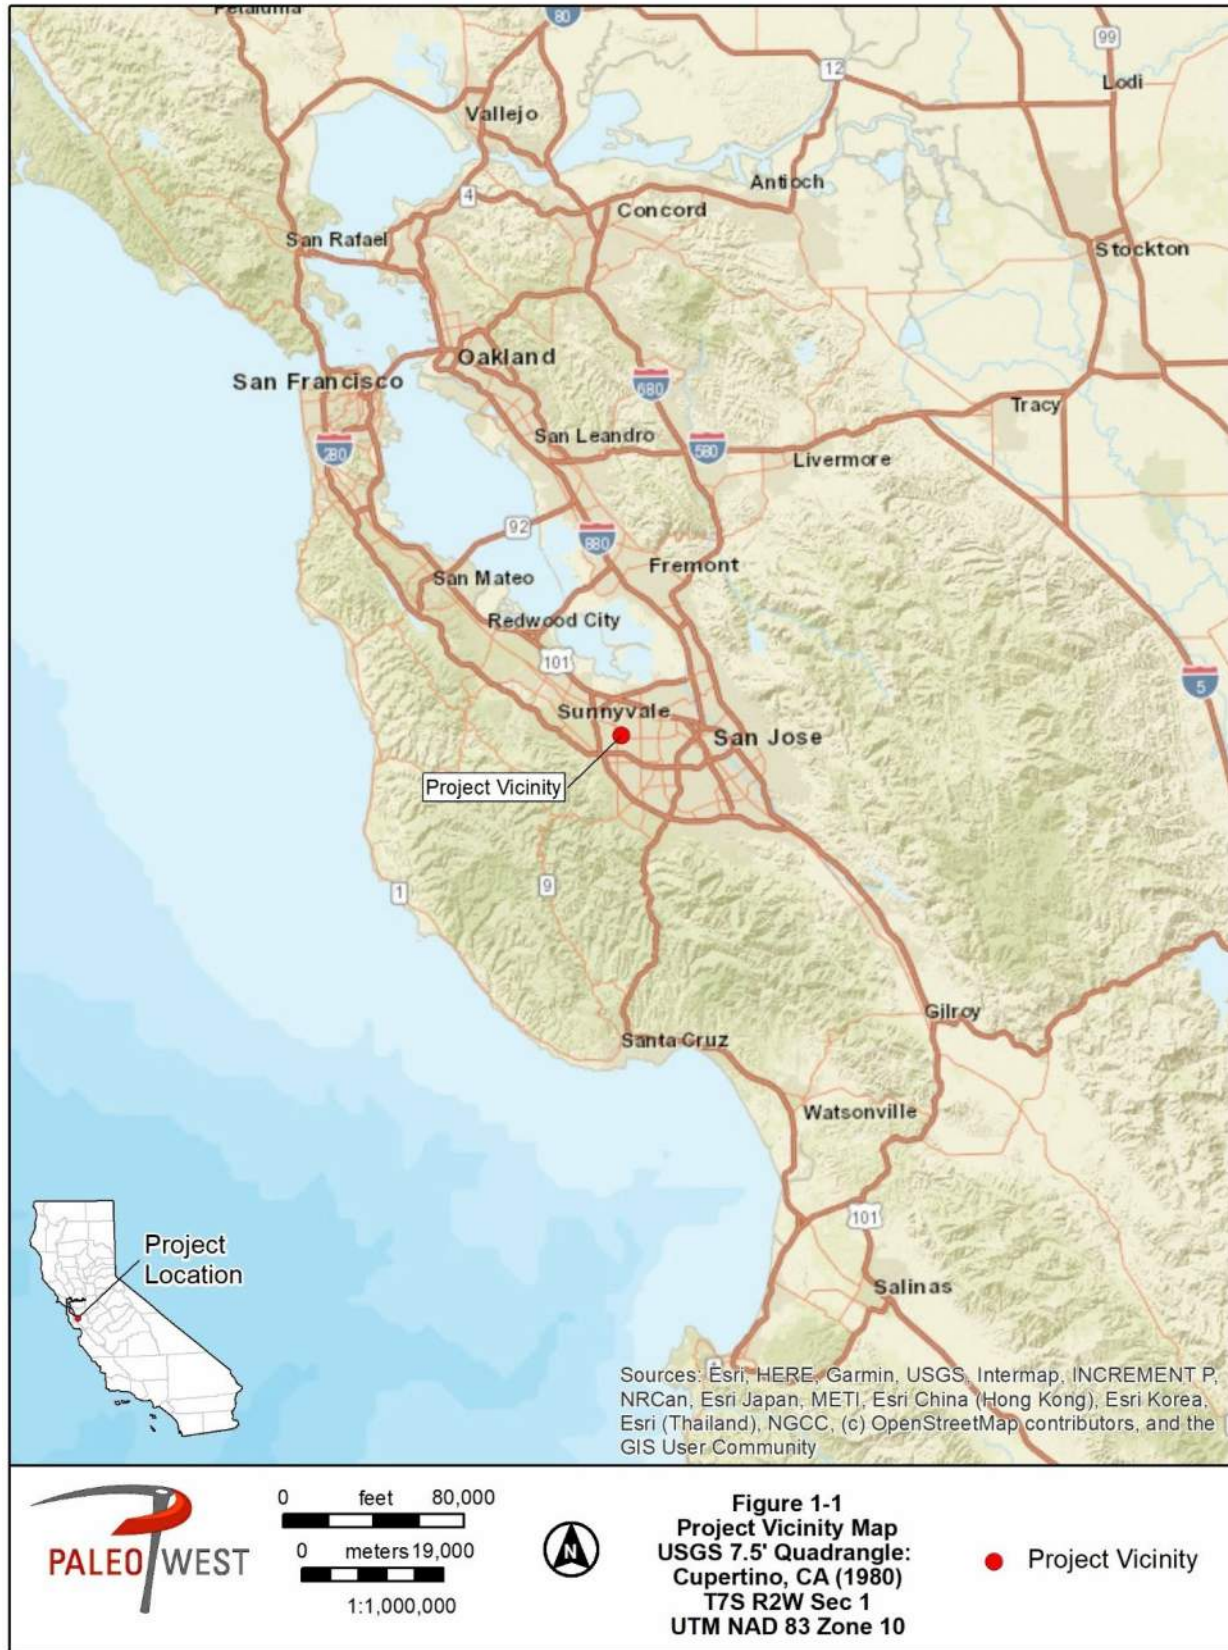 Petaluma
80
99
12
Lodi
Vallejo
Antioch
4
Concord
San Rafael
Stockton
Oakland
San Francisco
680
Tracy
San Leandro
280
580
Livermore
92
880
Fremont
San Mateo
Redwood City
101
5
Sunnyvale
San Jose
Project Vicinity
1
9
Gilroy
Santa Cruz
Watsonville
101
Project
Location
Salinas
Sources: Esri, HERE, Garmin, USGS, Intermap, INCREMENT P,
NRCan, Esri Japan, METI, Esri China (Hong Kong), Esri Korea,
Esri (Thailand), NGCC, (c) OpenStreetMap contributors, and the
GIS User Community
PALEO WEST
0 feet 80,000
0 meters 19,000
1:1,000,000
N
Figure 1-1
Project Vicinity Map
USGS 7.5' Quadrangle:
Cupertino, CA (1980)
T7S R2W Sec 1
UTM NAD 83 Zone 10
Project Vicinity